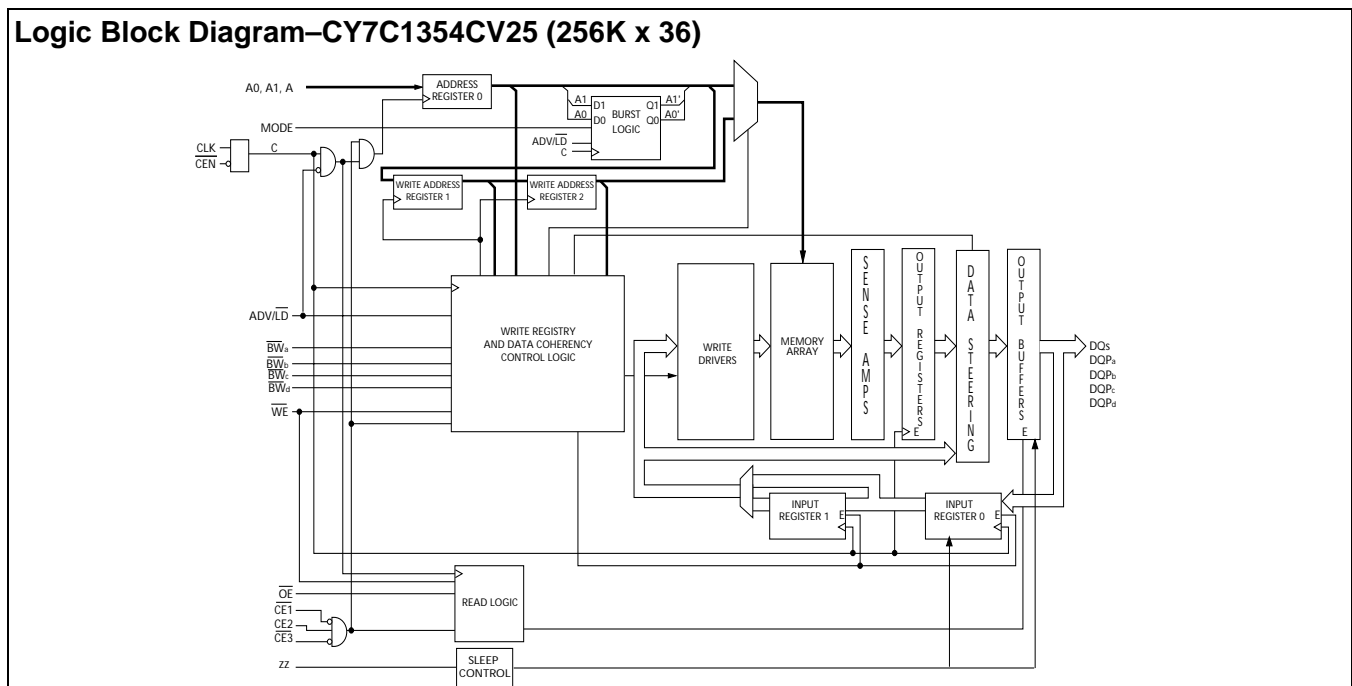 Logic Block Diagram–CY7C1354CV25 (256K x 36)
A0, A1, A
ADDRESS
REGISTER 0
A1
A0
D1
D0
BURST
LOGIC
Q1
Q0
A1'
A0'
MODE
ADV/LD
C
CLK
CEN
C
WRITE ADDRESS
REGISTER 1
WRITE ADDRESS
REGISTER 2
ADV/LD
BWa
BWb
BWc
BWd
WE
WRITE REGISTRY
AND DATA COHERENCY
CONTROL LOGIC
WRITE
DRIVERS
MEMORY
ARRAY
SENSE AMPS
OUTPUT REGISTERS
E
DATA STEERING
OUTPUT BUFFERS
E
DQs
DQPa
DQPb
DQPc
DQPd
INPUT
REGISTER 1
E
INPUT
REGISTER 0
E
OE
CE1
CE2
CE3
READ LOGIC
ZZ
SLEEP
CONTROL